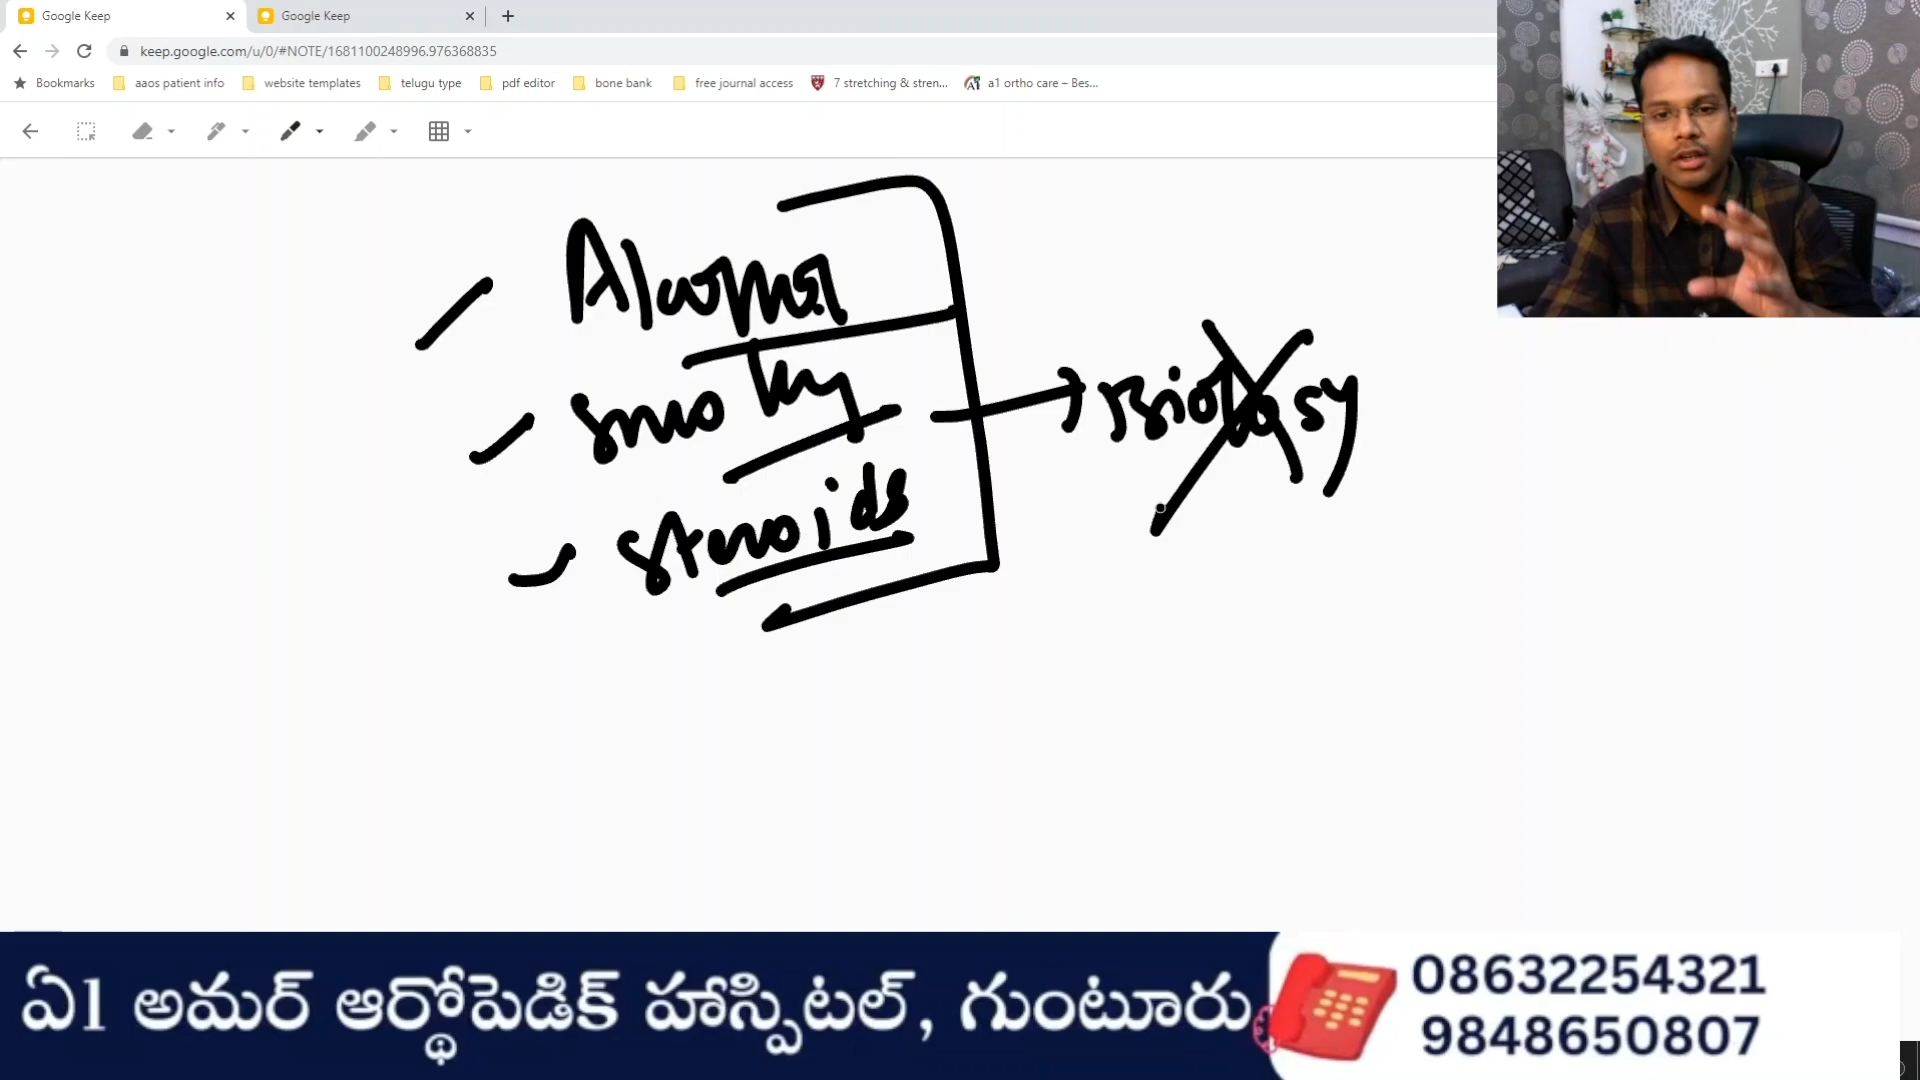 Google Keep
Google Keep
keep.google.com/u/0/#NOTE/1681100248996.976368835
Bookmarks aaos patient info website templates telugu type pdf editor bone bank free journal access 7 stretching & stren... a1 ortho care – Bes...
Alcohol
smoking
steroids
Biology
ఏ1 అమర్ ఆర్థోపెడిక్ హాస్పిటల్, గుంటూరు
08632254321
9848650807